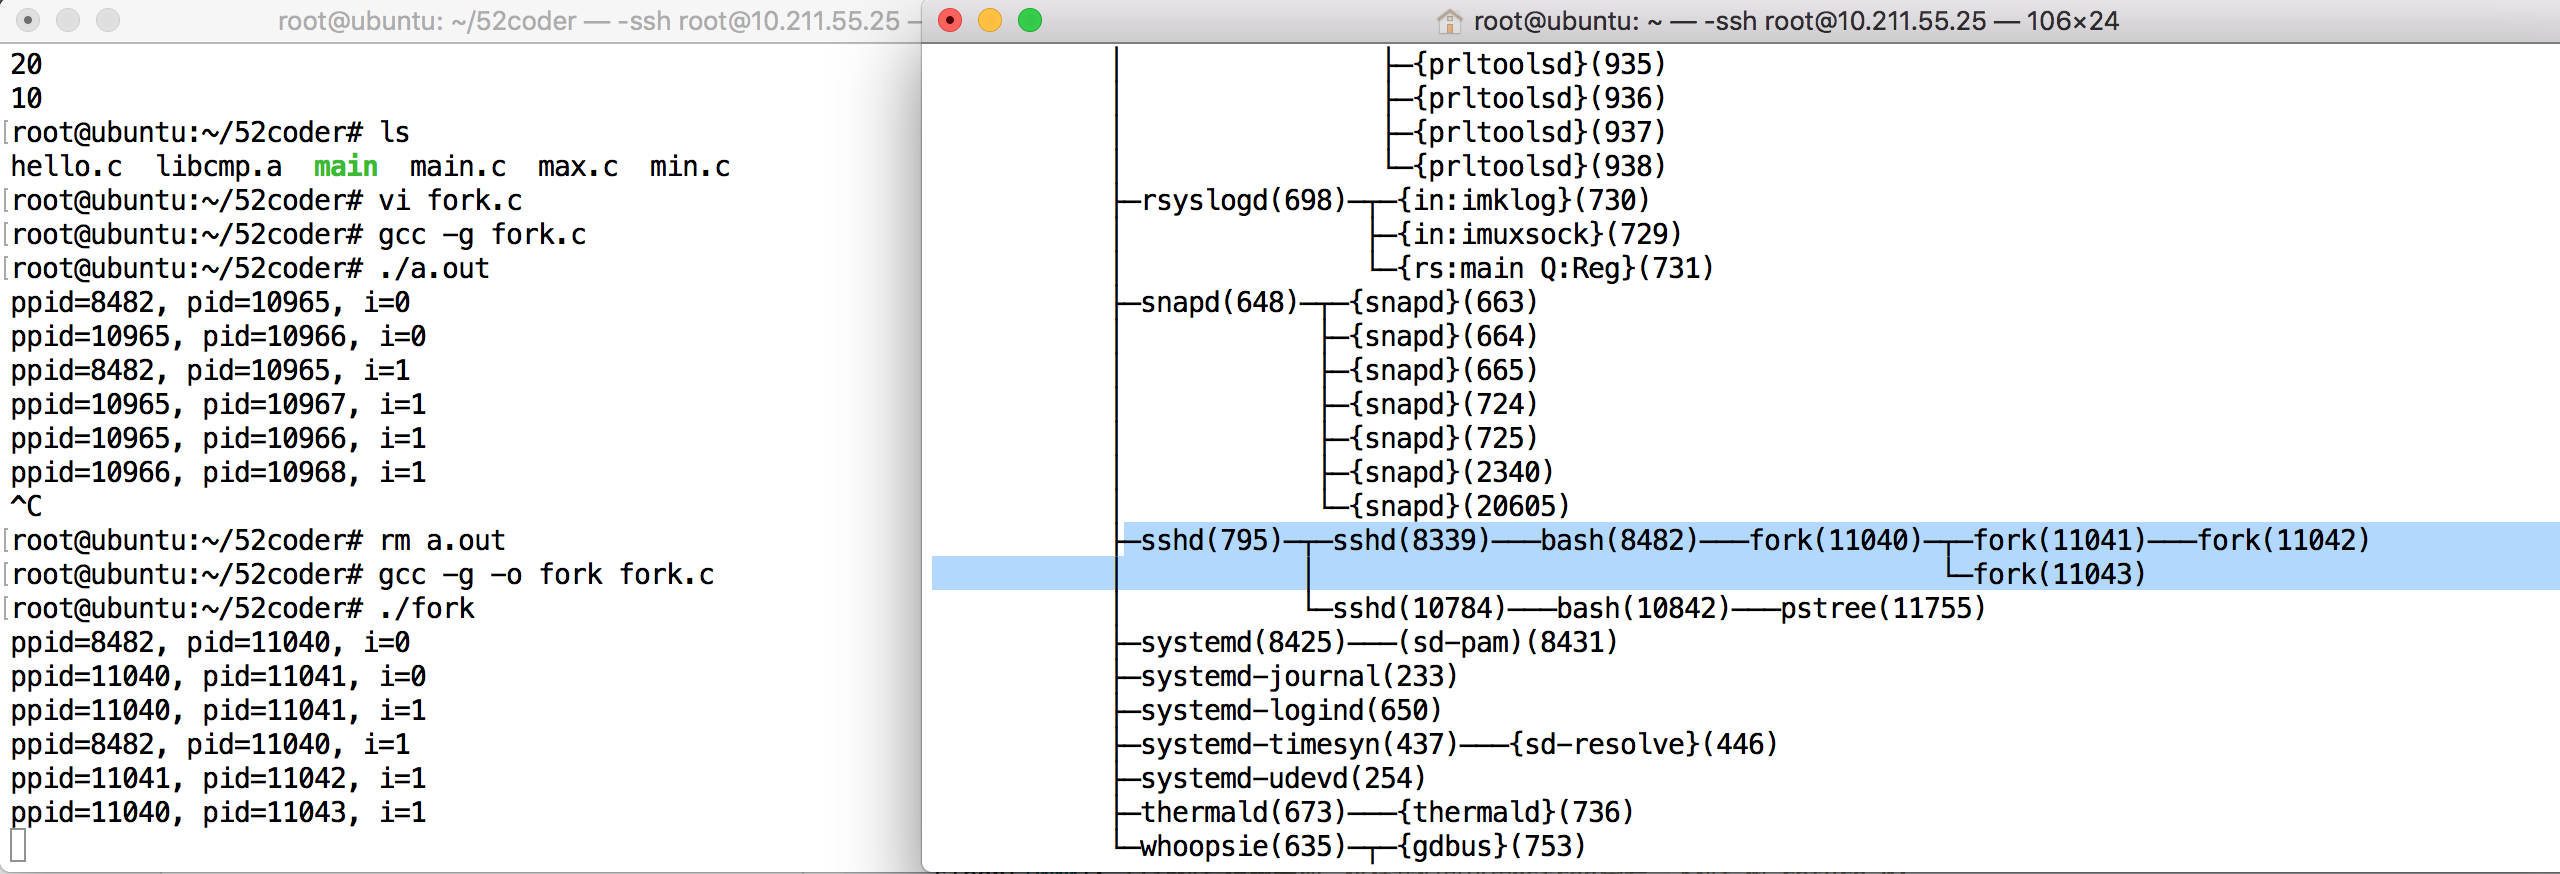 root@ubuntu: ~/52coder — -ssh root@10.211.55.25 —
20
10
[root@ubuntu:~/52coder# ls
hello.c  libcmp.a  main  main.c  max.c  min.c
[root@ubuntu:~/52coder# vi fork.c
[root@ubuntu:~/52coder# gcc -g fork.c
[root@ubuntu:~/52coder# ./a.out
ppid=8482, pid=10965, i=0
ppid=10965, pid=10966, i=0
ppid=8482, pid=10965, i=1
ppid=10965, pid=10967, i=1
ppid=10965, pid=10966, i=1
ppid=10966, pid=10968, i=1
^C
[root@ubuntu:~/52coder# rm a.out
[root@ubuntu:~/52coder# gcc -g -o fork fork.c
[root@ubuntu:~/52coder# ./fork
ppid=8482, pid=11040, i=0
ppid=11040, pid=11041, i=0
ppid=11040, pid=11041, i=1
ppid=8482, pid=11040, i=1
ppid=11041, pid=11042, i=1
ppid=11040, pid=11043, i=1
root@ubuntu: ~ — -ssh root@10.211.55.25 — 106×24
│                ├─{prltoolsd}(935)
│                ├─{prltoolsd}(936)
│                ├─{prltoolsd}(937)
│                └─{prltoolsd}(938)
├─rsyslogd(698)─┬─{in:imklog}(730)
│               ├─{in:imuxsock}(729)
│               └─{rs:main Q:Reg}(731)
├─snapd(648)─┬─{snapd}(663)
│            ├─{snapd}(664)
│            ├─{snapd}(665)
│            ├─{snapd}(724)
│            ├─{snapd}(725)
│            ├─{snapd}(2340)
│            └─{snapd}(20605)
├─sshd(795)─┬─sshd(8339)───bash(8482)───fork(11040)─┬─fork(11041)───fork(11042)
│           │                                       └─fork(11043)
│           └─sshd(10784)───bash(10842)───pstree(11755)
├─systemd(8425)───(sd-pam)(8431)
├─systemd-journal(233)
├─systemd-logind(650)
├─systemd-timesyn(437)───{sd-resolve}(446)
├─systemd-udevd(254)
├─thermald(673)───{thermald}(736)
└─whoopsie(635)─┬─{gdbus}(753)